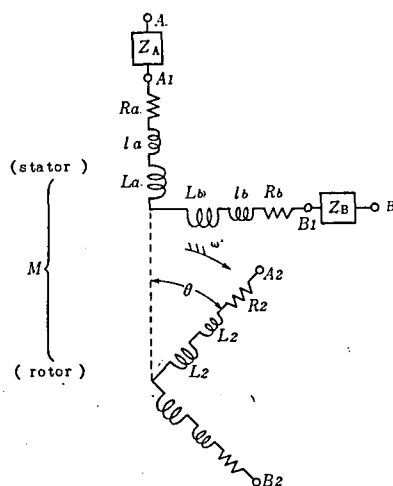 A
Z_A
A1
Ra
la
(stator)
La
Lb lb Rb
Z_B
B
B1
ω
M
A2
θ
R2
L2
L2
(rotor)
B2